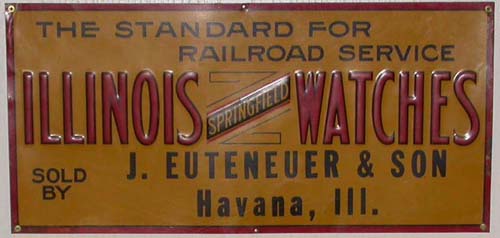 THE STANDARD FOR
RAILROAD SERVICE
ILLINOIS SPRINGFIELD WATCHES
SOLD BY
J. EUTENEUER & SON
Havana, Ill.